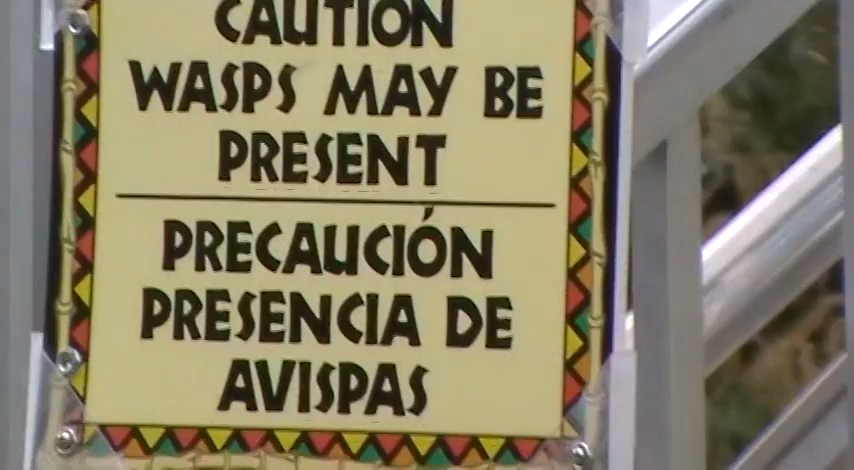 CAUTION
WASPS MAY BE
PRESENT
PRECAUCIÓN
PRESENCIA DE
AVISPAS